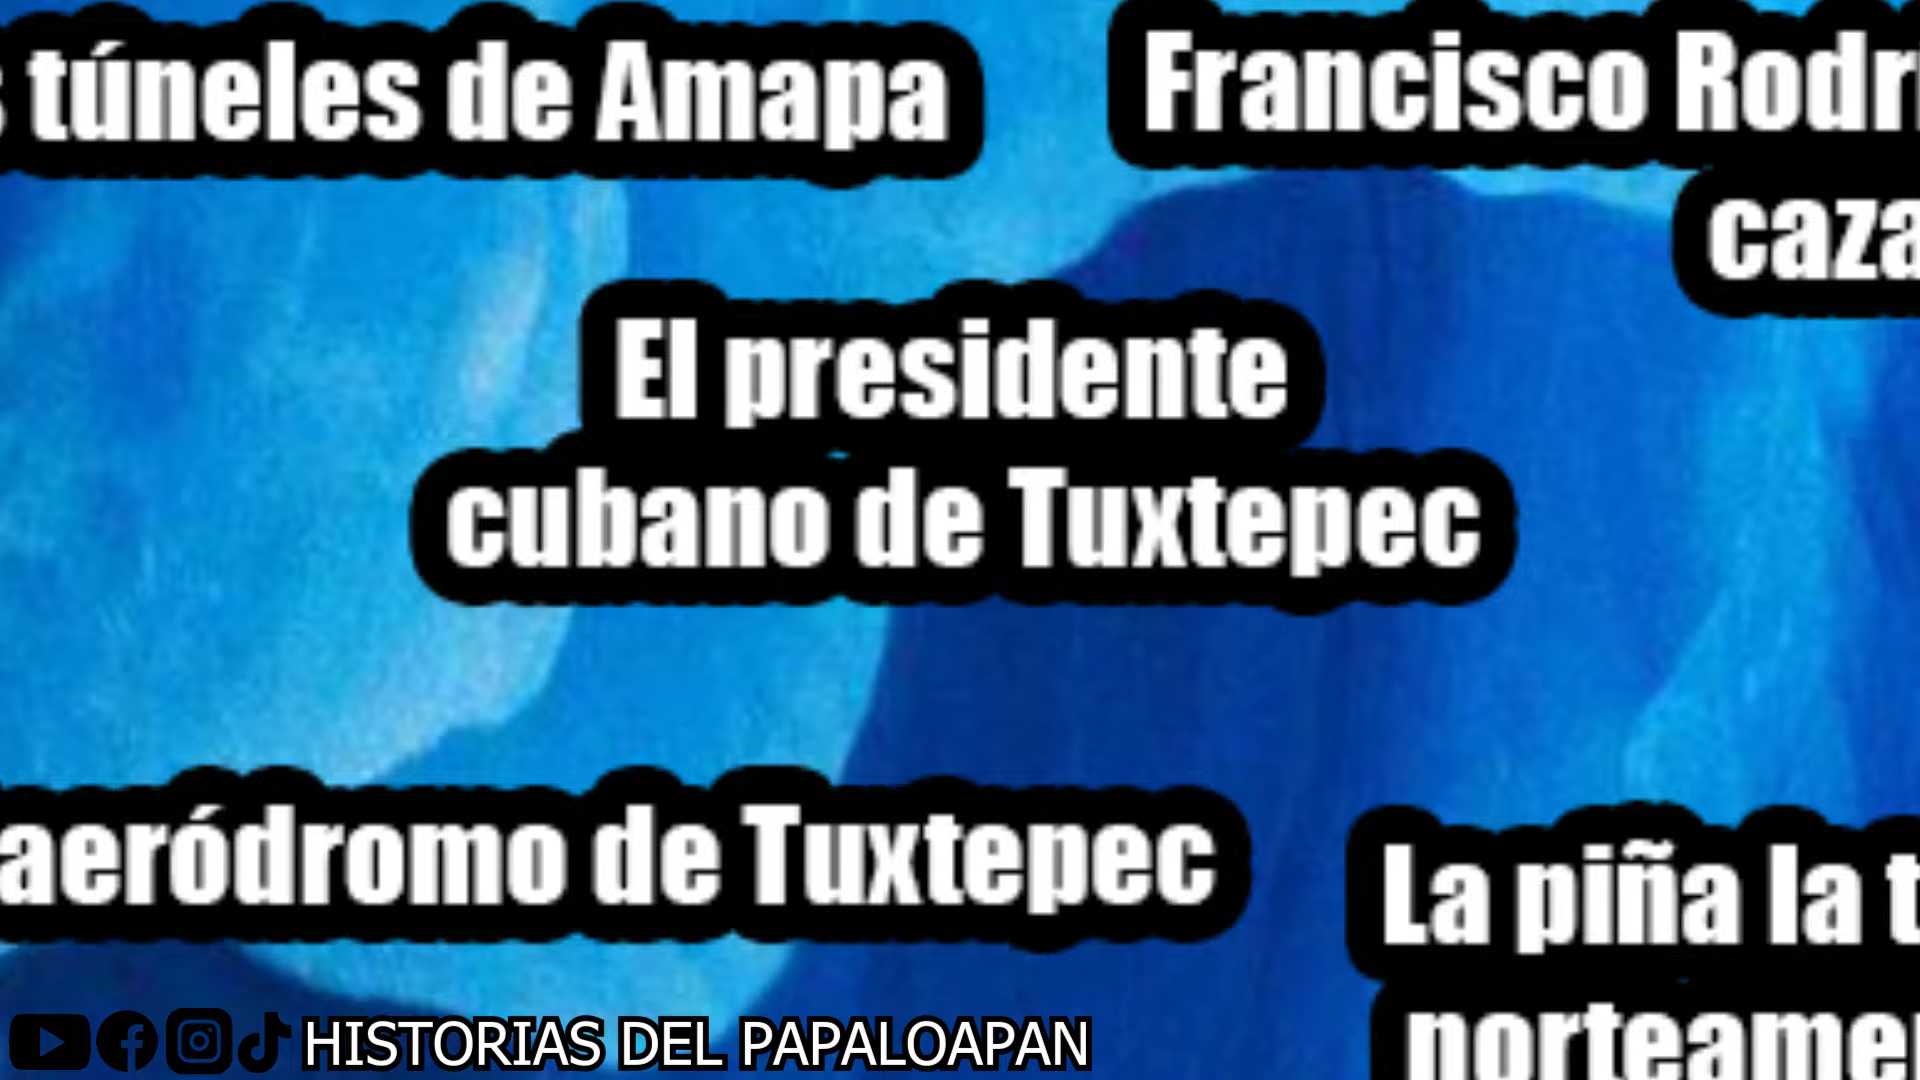 túneles de Amapa
Francisco
caza
El presidente
cubano de Tuxtepec
aeródromo de Tuxtepec
La piña la
HISTORIAS DEL PAPALOAPAN